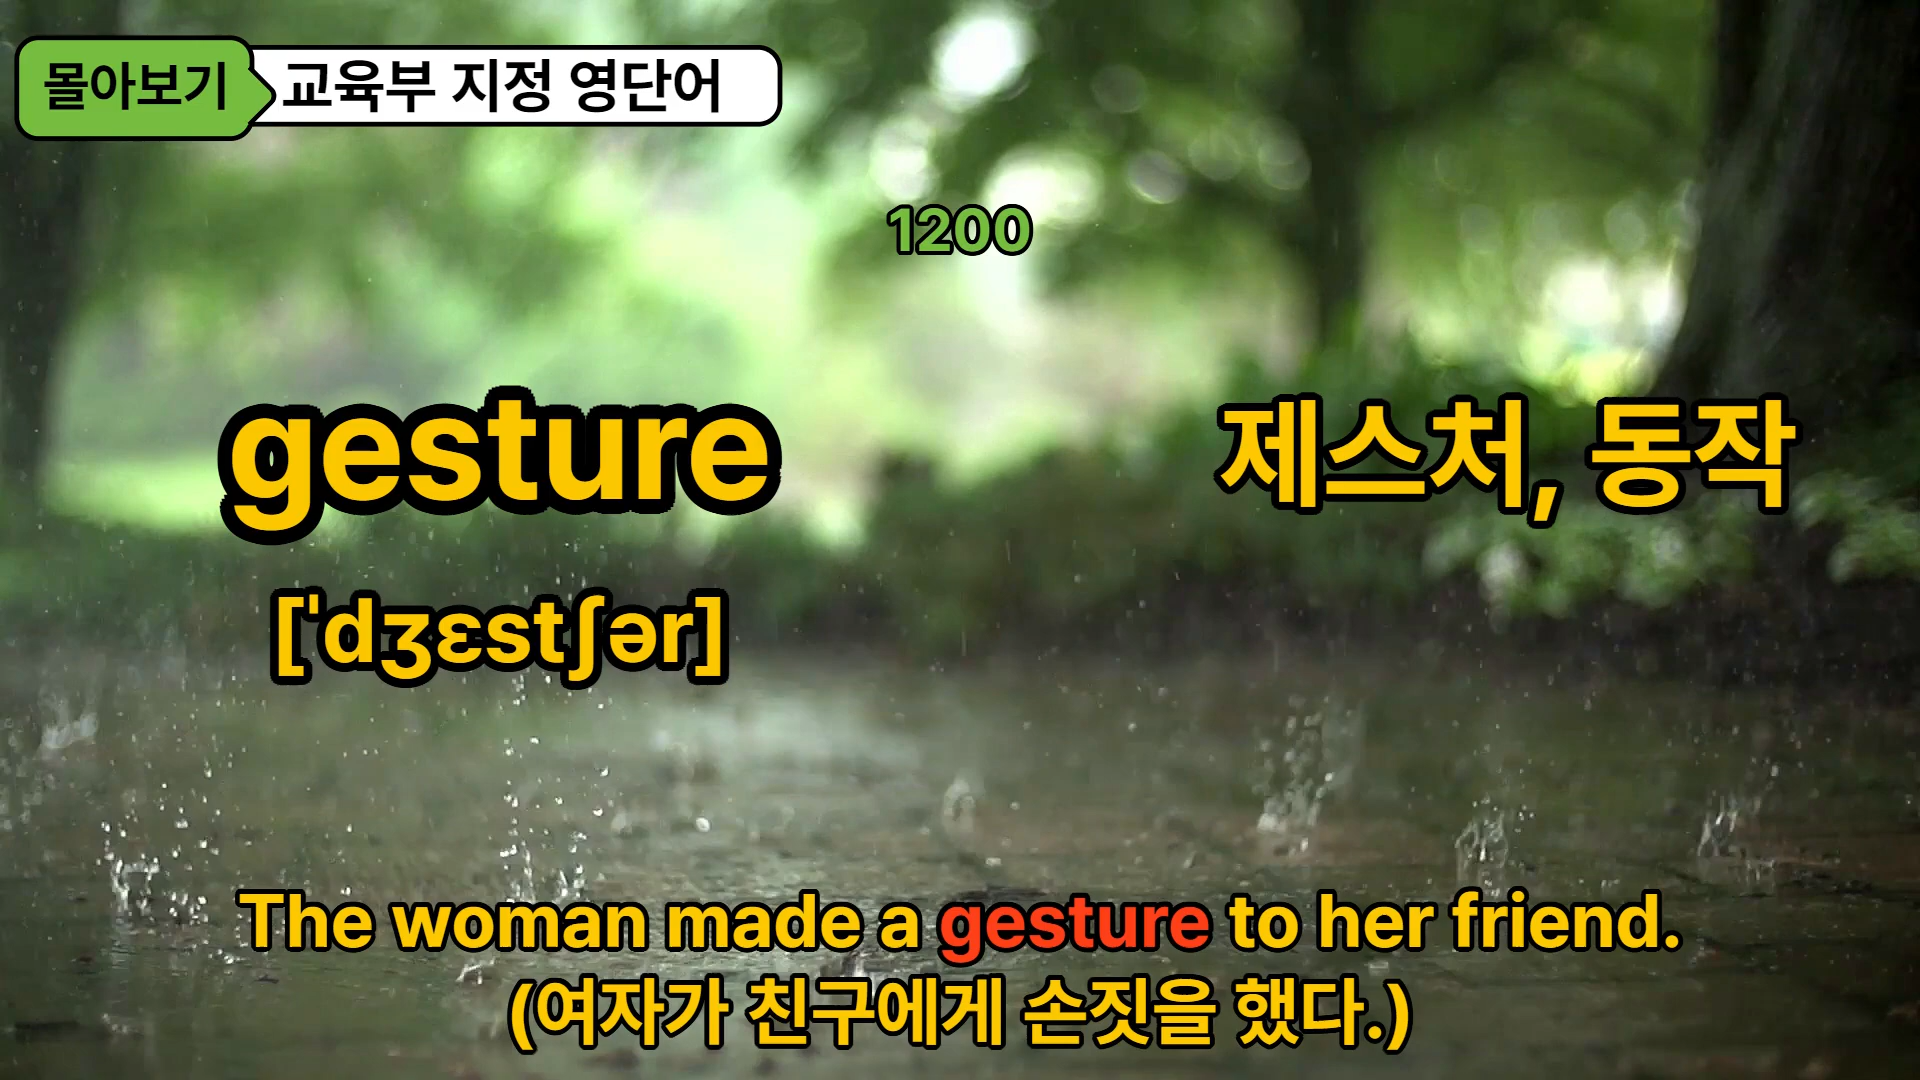 몰아보기 교육부 지정 영단어
1200
gesture 제스처, 동작
[ˈdʒɛstʃər]
The woman made a gesture to her friend.
(여자가 친구에게 손짓을 했다.)